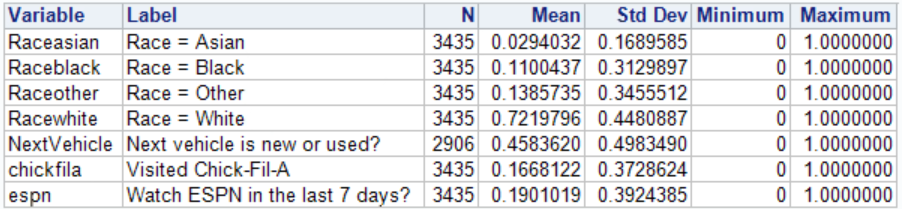 Variable Label N Mean Std Dev Minimum Maximum
Raceasian Race = Asian 3435 0.0294032 0.1689585 0 1.0000000
Raceblack Race = Black 3435 0.1100437 0.3129897 0 1.0000000
Raceother Race = Other 3435 0.1385735 0.3455512 0 1.0000000
Racewhite Race = White 3435 0.7219796 0.4480887 0 1.0000000
NextVehicle Next vehicle is new or used? 2906 0.4583620 0.4983490 0 1.0000000
chickfila Visited Chick-Fil-A 3435 0.1668122 0.3728624 0 1.0000000
espn Watch ESPN in the last 7 days? 3435 0.1901019 0.3924385 0 1.0000000